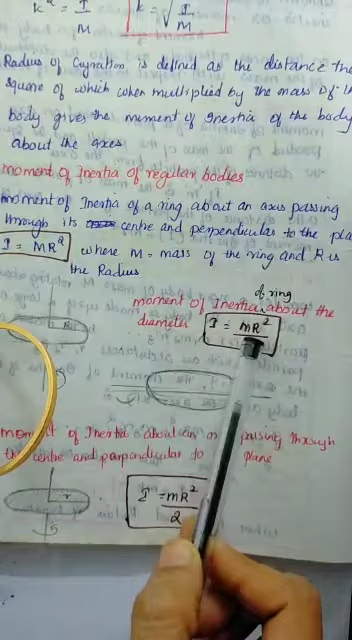 K² = I/M
K = √I/M
Radius of Gyration is defined as the distance the
square of which when multiplied by the mass of
body gives the moment of Inertia of the body
about the axes
moment of Inertia of regular bodies
moment of Inertia of a ring about an axis passing
through its centre and perpendicular to the pla
I = MR² where M = mass of the ring and R is
the Radius
moment of Inertia of ring about the
diameter I = mR²
moment of Inertia about an passing through
the centre and perpendicular to plane
r
I = mR²/2